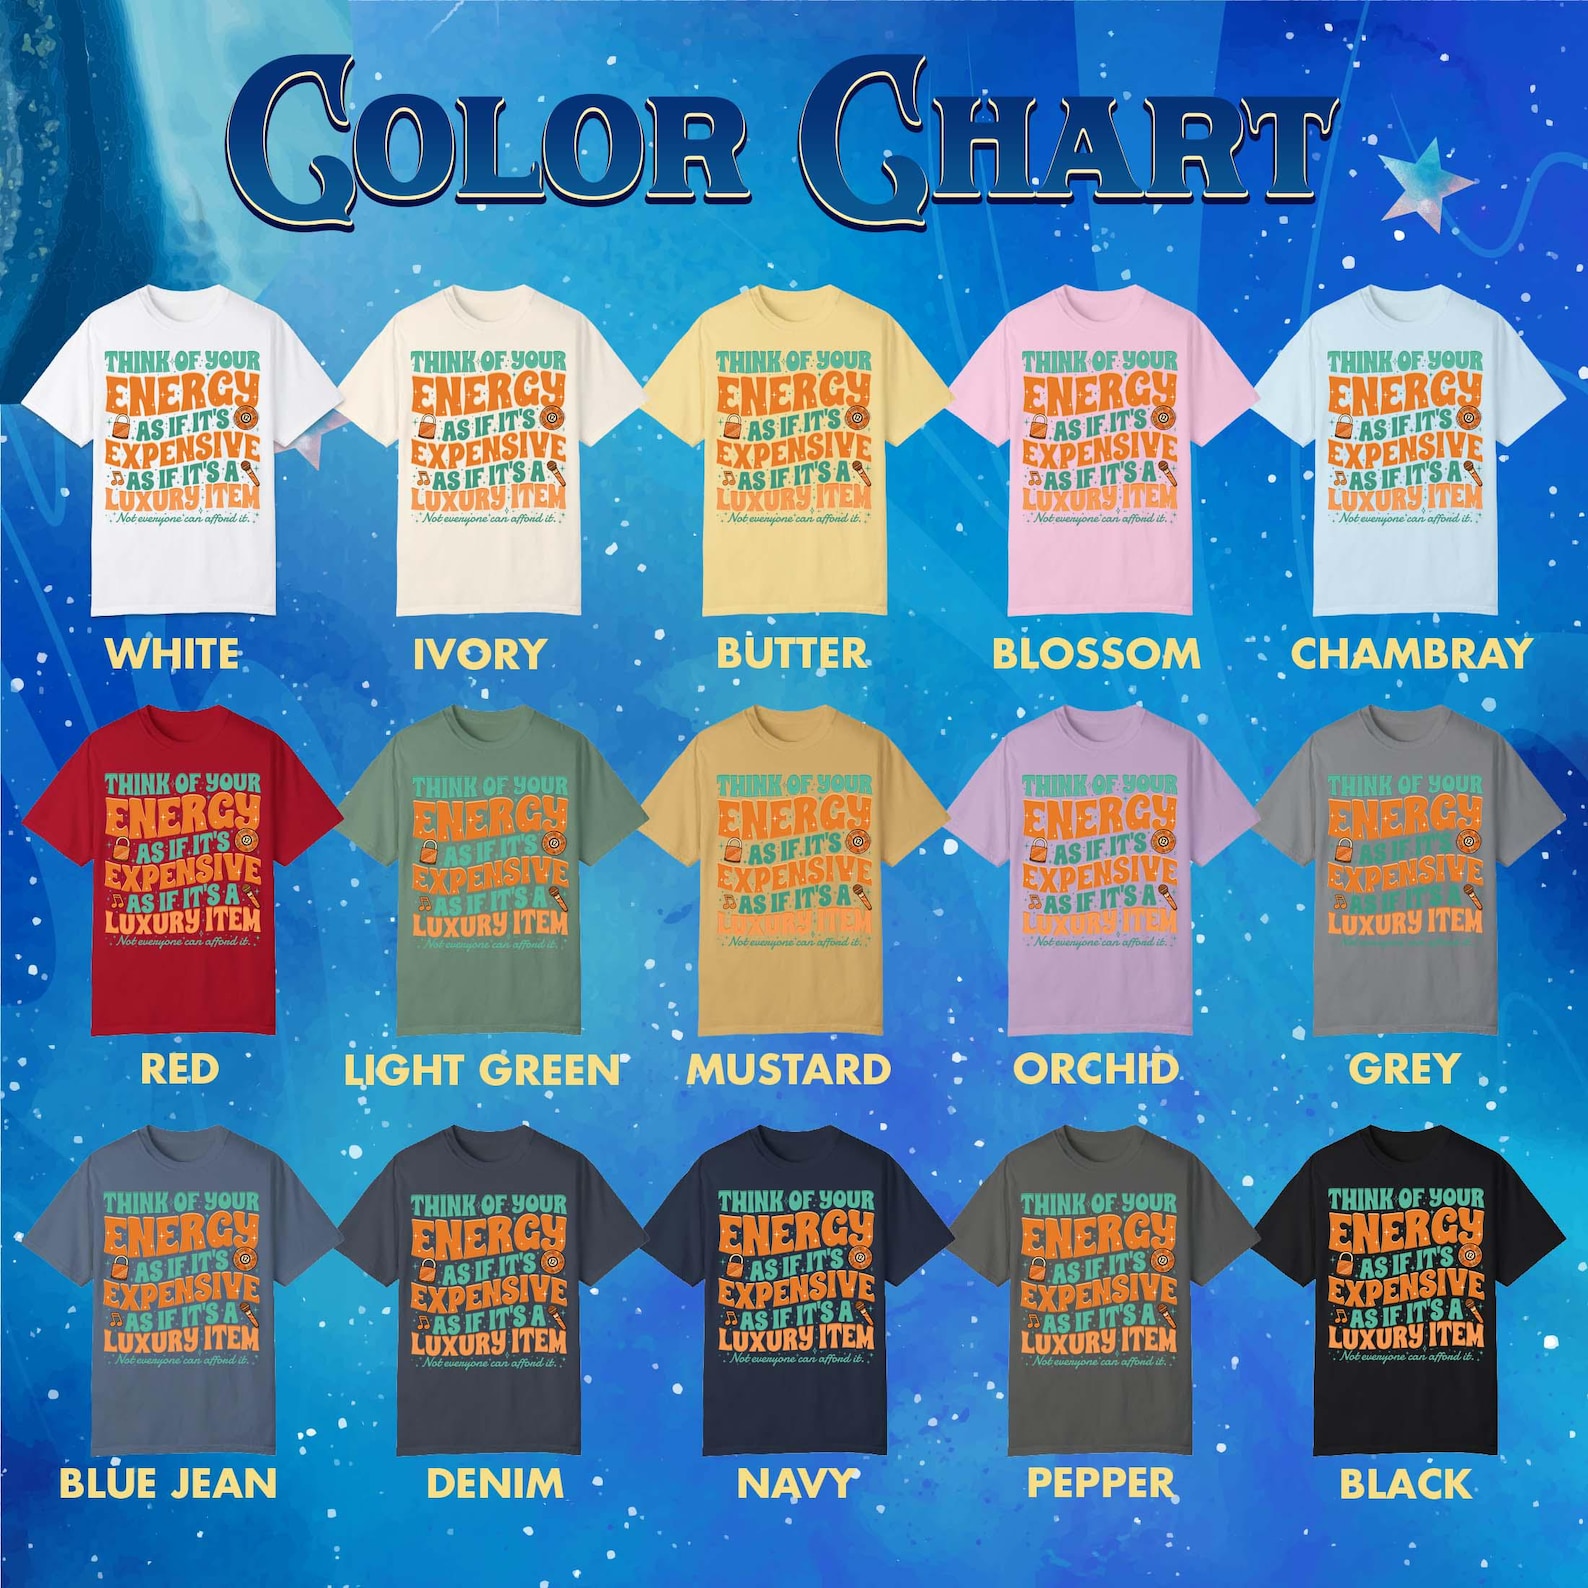 COLOR CHART
THINK OF YOUR
ENERGY
AS IF IT'S
EXPENSIVE
AS IF IT'S A
LUXURY ITEM
Not everyone can afford it.
THINK OF YOUR
ENERGY
AS IF IT'S
EXPENSIVE
AS IF IT'S A
LUXURY ITEM
Not everyone can afford it.
THINK OF YOUR
ENERGY
AS IF IT'S
EXPENSIVE
AS IF IT'S A
LUXURY ITEM
Not everyone can afford it.
THINK OF YOUR
ENERGY
AS IF IT'S
EXPENSIVE
AS IF IT'S A
LUXURY ITEM
Not everyone can afford it.
THINK OF YOUR
ENERGY
AS IF IT'S
EXPENSIVE
AS IF IT'S A
LUXURY ITEM
Not everyone can afford it.
WHITE
IVORY
BUTTER
BLOSSOM
CHAMBRAY
THINK OF YOUR
ENERGY
AS IF IT'S
EXPENSIVE
AS IF IT'S A
LUXURY ITEM
Not everyone can afford it.
THINK OF YOUR
ENERGY
AS IF IT'S
EXPENSIVE
AS IF IT'S A
LUXURY ITEM
Not everyone can afford it.
THINK OF YOUR
ENERGY
AS IF IT'S
EXPENSIVE
AS IF IT'S A
LUXURY ITEM
Not everyone can afford it.
THINK OF YOUR
ENERGY
AS IF IT'S
EXPENSIVE
AS IF IT'S A
LUXURY ITEM
Not everyone can afford it.
THINK OF YOUR
ENERGY
AS IF IT'S
EXPENSIVE
AS IF IT'S A
LUXURY ITEM
Not everyone can afford it.
RED
LIGHT GREEN
MUSTARD
ORCHID
GREY
THINK OF YOUR
ENERGY
AS IF IT'S
EXPENSIVE
AS IF IT'S A
LUXURY ITEM
Not everyone can afford it.
THINK OF YOUR
ENERGY
AS IF IT'S
EXPENSIVE
AS IF IT'S A
LUXURY ITEM
Not everyone can afford it.
THINK OF YOUR
ENERGY
AS IF IT'S
EXPENSIVE
AS IF IT'S A
LUXURY ITEM
Not everyone can afford it.
THINK OF YOUR
ENERGY
AS IF IT'S
EXPENSIVE
AS IF IT'S A
LUXURY ITEM
Not everyone can afford it.
THINK OF YOUR
ENERGY
AS IF IT'S
EXPENSIVE
AS IF IT'S A
LUXURY ITEM
Not everyone can afford it.
BLUE JEAN
DENIM
NAVY
PEPPER
BLACK